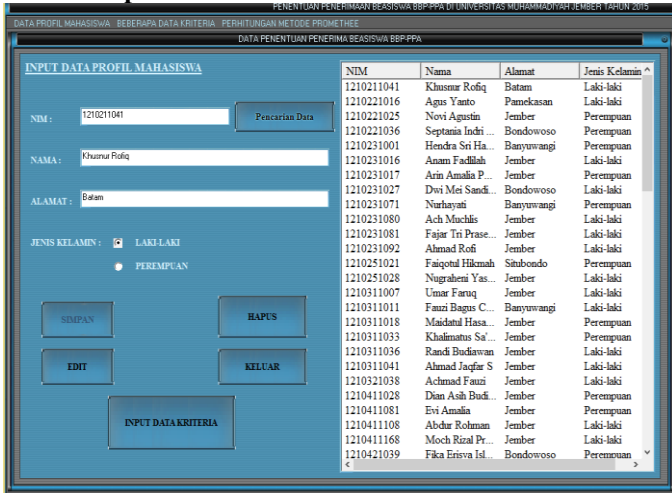 PENENTUAN PENERIMAAN BEASISWA BBP-PPA DI UNIVERSITAS MUHAMMADIYAH JEMBER TAHUN 2015
DATA PROFIL MAHASISWA BEBERAPA DATA KRITERIA PERHITUNGAN METODE PROMETHEE
DATA PENENTUAN PENERIMA BEASISWA BBP-PPA
INPUT DATA PROFIL MAHASISWA
NIM : 1210211041 Pencarian Data
NAMA : Khusnur Rofiq
ALAMAT : Batam
JENIS KELAMIN : LAKI-LAKI
PEREMPUAN
SIMPAN HAPUS
EDIT KELUAR
INPUT DATA KRITERIA
NIM Nama Alamat Jenis Kelamin
1210211041 Khusnur Rofiq Batam Laki-laki
1210221016 Agus Yanto Pamekasan Laki-laki
1210221025 Novi Agustin Jember Perempuan
1210221036 Septania Indri ... Bondowoso Perempuan
1210231001 Hendra Sri Ha... Banyuwangi Perempuan
1210231016 Anam Fadlilah Jember Laki-laki
1210231017 Arin Amalia P... Jember Perempuan
1210231027 Dwi Mei Sandi... Bondowoso Laki-laki
1210231071 Nurhayati Banyuwangi Perempuan
1210231080 Ach Muchlis Jember Laki-laki
1210231081 Fajar Tri Prase... Jember Laki-laki
1210231092 Ahmad Rofi Jember Laki-laki
1210251021 Faiqotul Hikmah Situbondo Perempuan
1210251028 Nugraheni Yas... Jember Laki-laki
1210311007 Umar Faruq Jember Laki-laki
1210311011 Fauzi Bagus C... Banyuwangi Laki-laki
1210311018 Maidatul Hasa... Jember Perempuan
1210311033 Khalimatus Sa'... Jember Perempuan
1210311036 Randi Budiawan Jember Laki-laki
1210311041 Ahmad Jaqfar S Jember Laki-laki
1210321038 Achmad Fauzi Jember Laki-laki
1210411028 Dian Asih Budi... Jember Perempuan
1210411081 Evi Amalia Jember Perempuan
1210411108 Abdur Rohman Jember Laki-laki
1210411168 Moch Rizal Pr... Jember Laki-laki
1210421039 Fika Erisva Isl... Bondowoso Perempuan